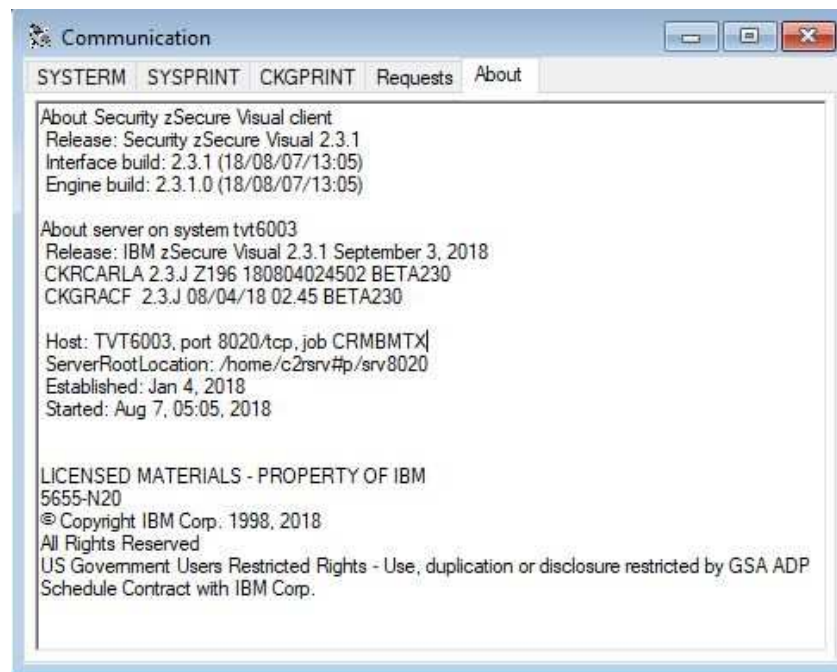 Communication
SYSTERM SYSPRINT CKGPRINT Requests About
About Security zSecure Visual client
Release: Security zSecure Visual 2.3.1
Interface build: 2.3.1 (18/08/07/13:05)
Engine build: 2.3.1.0 (18/08/07/13:05)
About server on system tvt6003
Release: IBM zSecure Visual 2.3.1 September 3, 2018
CKRCARLA 2.3.J Z196 180804024502 BETA230
CKGRACF 2.3.J 08/04/18 02.45 BETA230
Host: TVT6003, port 8020/tcp, job CRMBMTX
ServerRootLocation: /home/c2rsrv#p/srv8020
Established: Jan 4, 2018
Started: Aug 7, 05:05, 2018
LICENSED MATERIALS - PROPERTY OF IBM
5655-N20
© Copyright IBM Corp. 1998, 2018
All Rights Reserved
US Government Users Restricted Rights - Use, duplication or disclosure restricted by GSA ADP
Schedule Contract with IBM Corp.